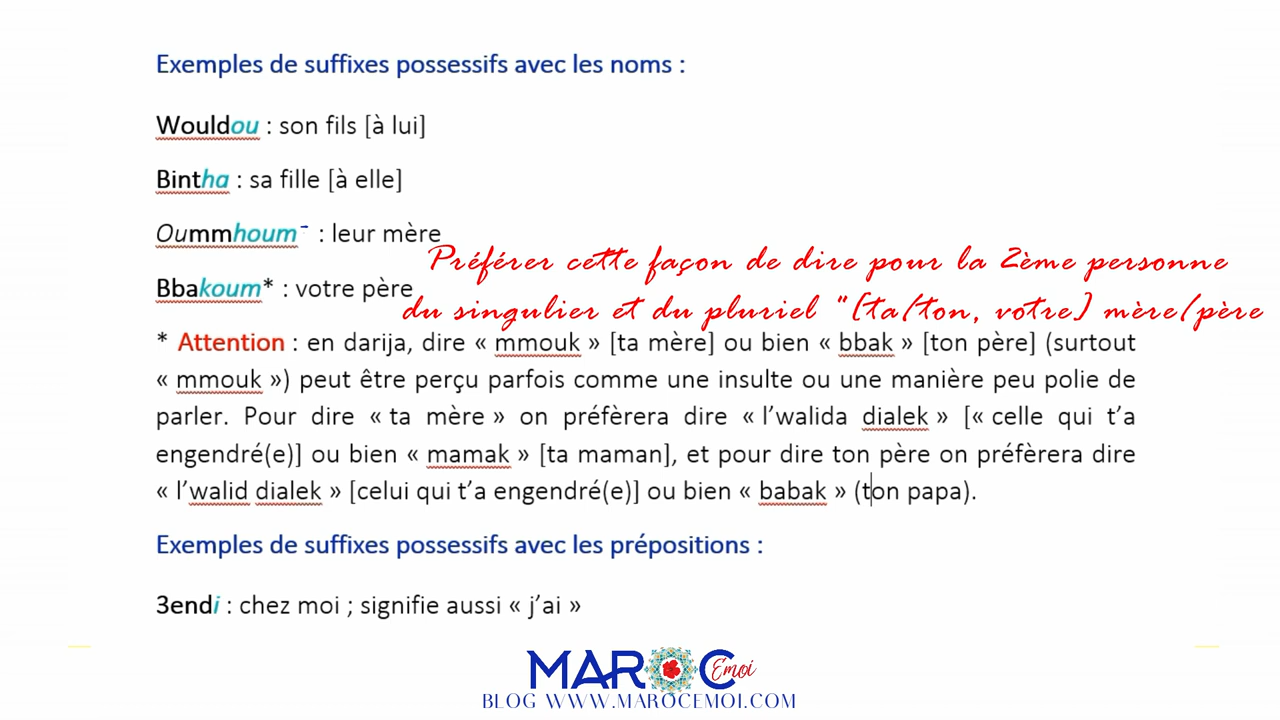 Exemples de suffixes possessifs avec les noms :
Wouldou : son fils [à lui]
Bintha : sa fille [à elle]
Oummhoum : leur mère
Préférer cette façon de dire pour la 2ème personne
Bbakoum* : votre père
du singulier et du pluriel "[ta/ton, votre] mère/père
* Attention : en darija, dire « mmouk » [ta mère] ou bien « bbak » [ton père] (surtout
« mmouk ») peut être perçu parfois comme une insulte ou une manière peu polie de
parler. Pour dire « ta mère » on préfèrera dire « l’walida dialek » [« celle qui t’a
engendré(e)] ou bien « mamak » [ta maman], et pour dire ton père on préfèrera dire
« l’walid dialek » [celui qui t’a engendré(e)] ou bien « babak » (ton papa).
Exemples de suffixes possessifs avec les prépositions :
3endi : chez moi ; signifie aussi « j’ai »
MAROC Emoi
BLOG WWW.MAROCEMOI.COM